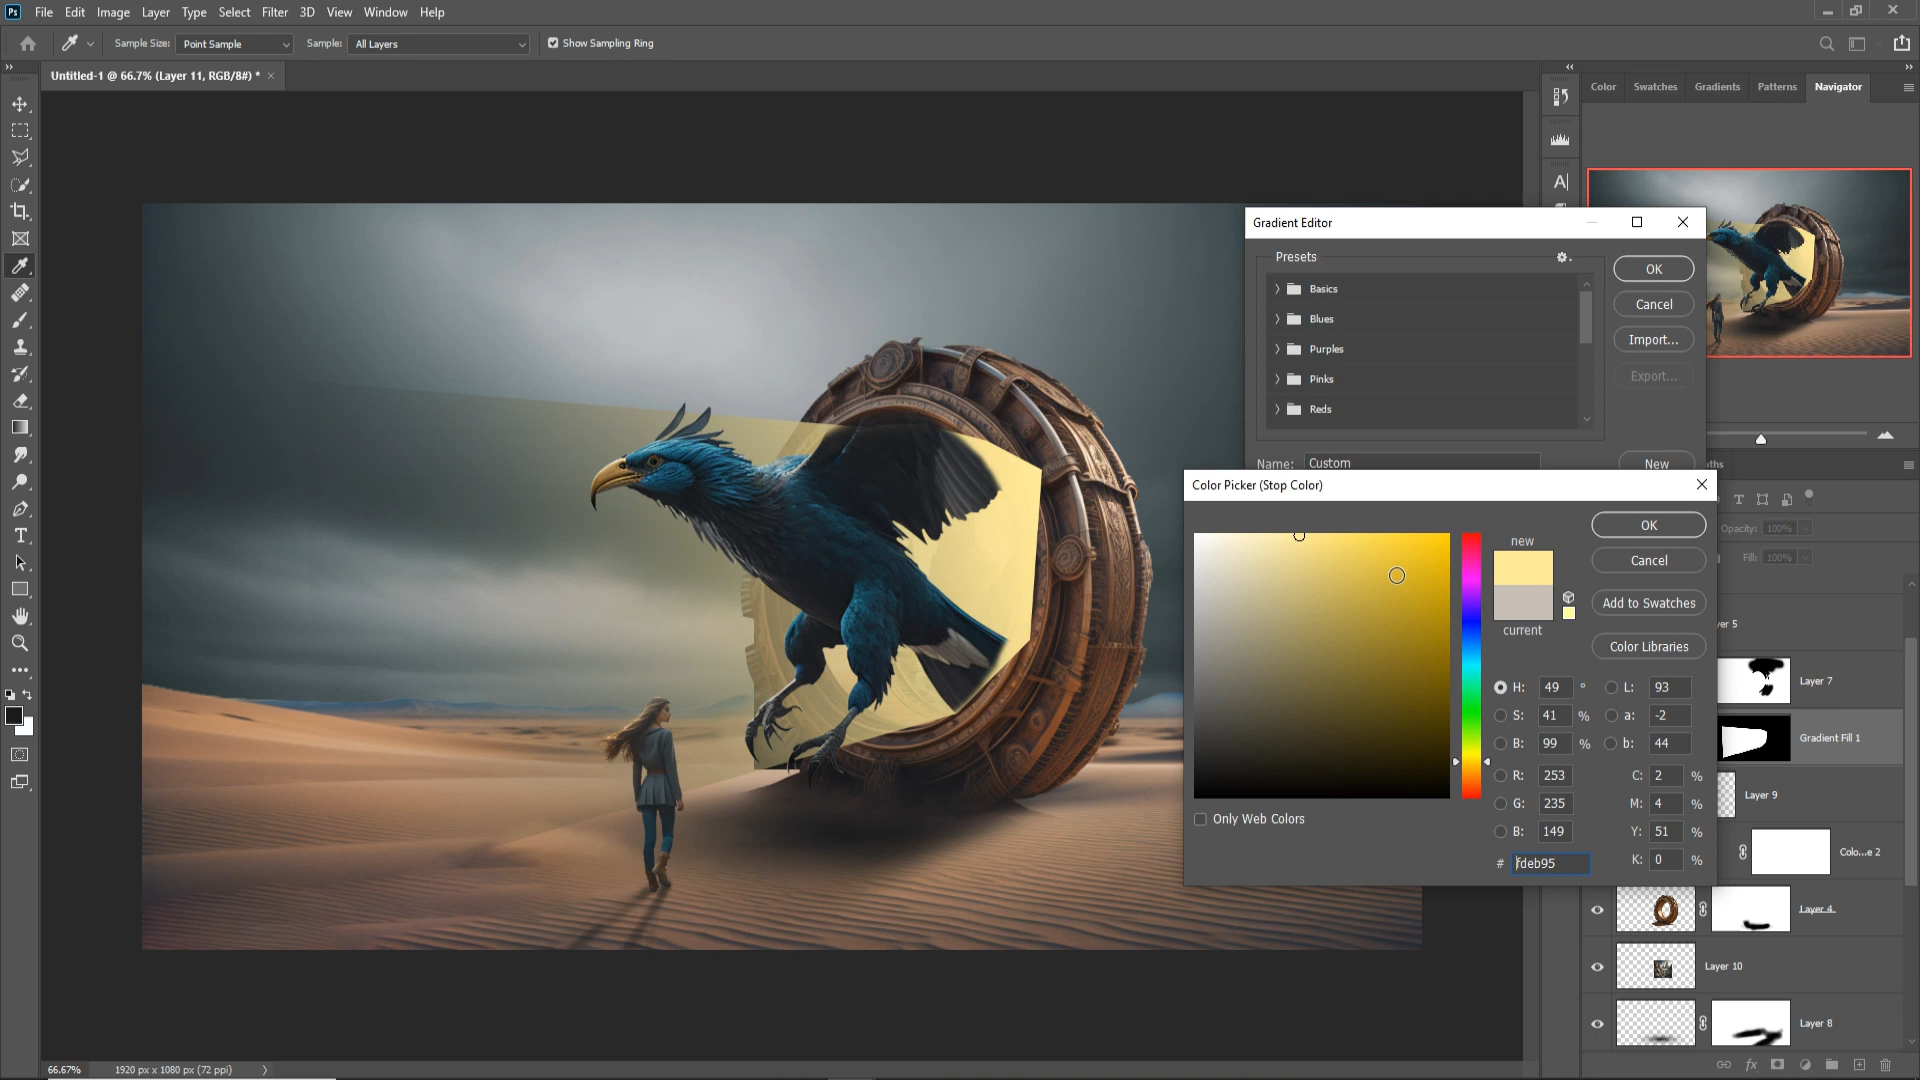 Ps File Edit Image Layer Type Select Filter 3D View Window Help
Sample Size: Point Sample Sample: All Layers Show Sampling Ring
Untitled-1 @ 66.7% (Layer 11, RGB/8#) * ×
Color Swatches Gradients Patterns Navigator
Gradient Editor
Presets
Basics
Blues
Purples
Pinks
Reds
OK
Cancel
Import...
Export...
Name: Custom
New
Color Picker (Stop Color)
new
current
OK
Cancel
Add to Swatches
Color Libraries
H: 49 ° L: 93
S: 41 % a: -2
B: 99 % b: 44
R: 253 C: 2 %
G: 235 M: 4 %
B: 149 Y: 51 %
# fdeb95 K: 0 %
Only Web Colors
Opacity: 100%
Fill: 100%
Layer 7
Gradient Fill 1
Layer 9
Colo...e 2
Layer 4
Layer 10
Layer 8
66.67% 1920 px x 1080 px (72 ppi)